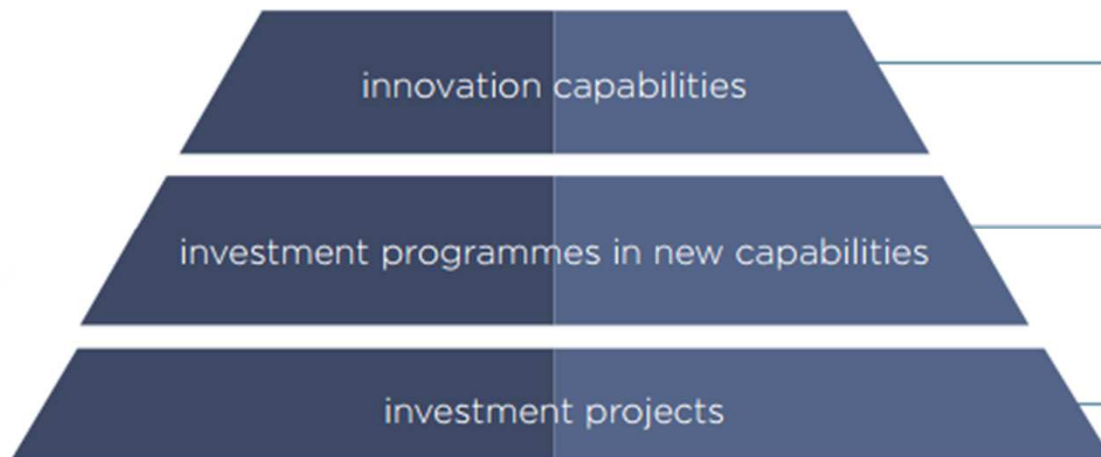 innovation capabilities
investment programmes in new capabilities
investment projects